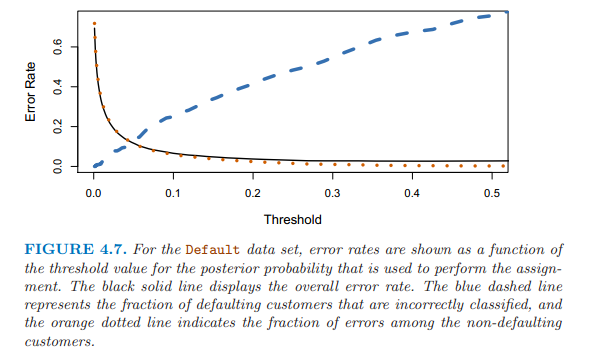 Error Rate
0.6
0.4
0.2
0.0
0.0 0.1 0.2 0.3 0.4 0.5
Threshold
FIGURE 4.7. For the Default data set, error rates are shown as a function of
the threshold value for the posterior probability that is used to perform the assign-
ment. The black solid line displays the overall error rate. The blue dashed line
represents the fraction of defaulting customers that are incorrectly classified, and
the orange dotted line indicates the fraction of errors among the non-defaulting
customers.